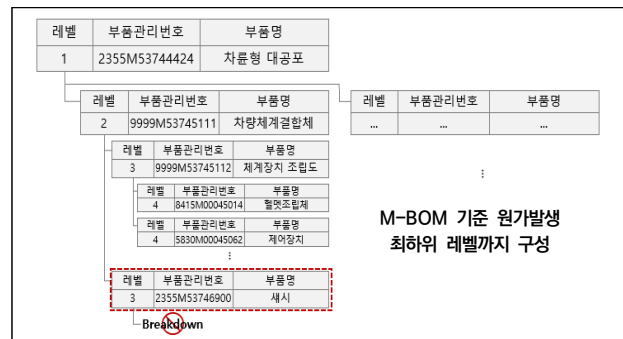 레벨 부품관리번호 부품명
1 2355M53744424 차륜형 대공포
레벨 부품관리번호 부품명
2 9999M53745111 차량체계결합체
레벨 부품관리번호 부품명
... ... ...
레벨 부품관리번호 부품명
3 9999M53745112 체계장치 조립도
레벨 부품관리번호 부품명
4 8415M00045014 헬멧조립체
레벨 부품관리번호 부품명
4 5830M00045062 제어장치
⋮
⋮
M-BOM 기준 원가발생
최하위 레벨까지 구성
레벨 부품관리번호 부품명
3 2355M53746900 섀시
Breakdown